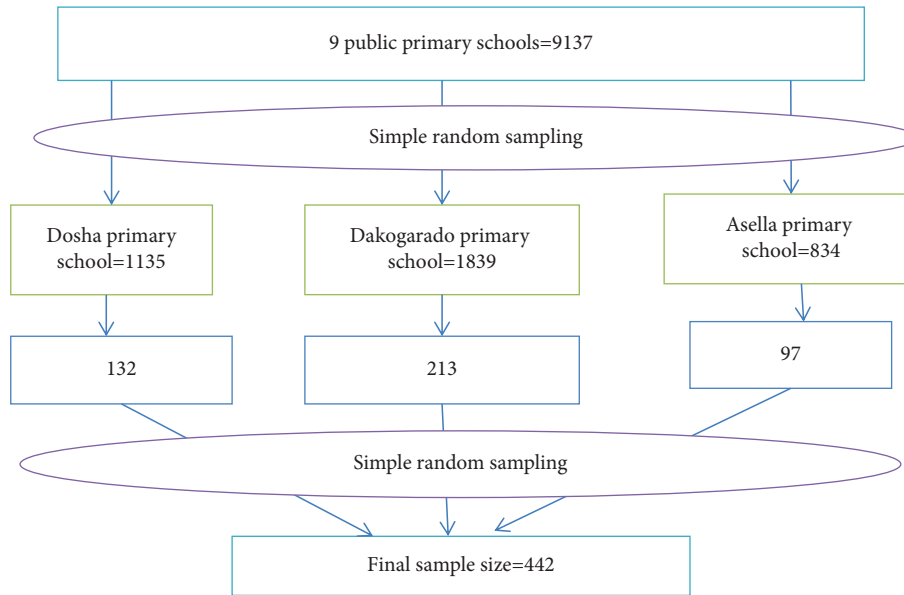 9 public primary schools=9137
Simple random sampling
Dosha primary
school=1135
Dakogarado primary
school=1839
Asella primary
school=834
132
213
97
Simple random sampling
Final sample size=442